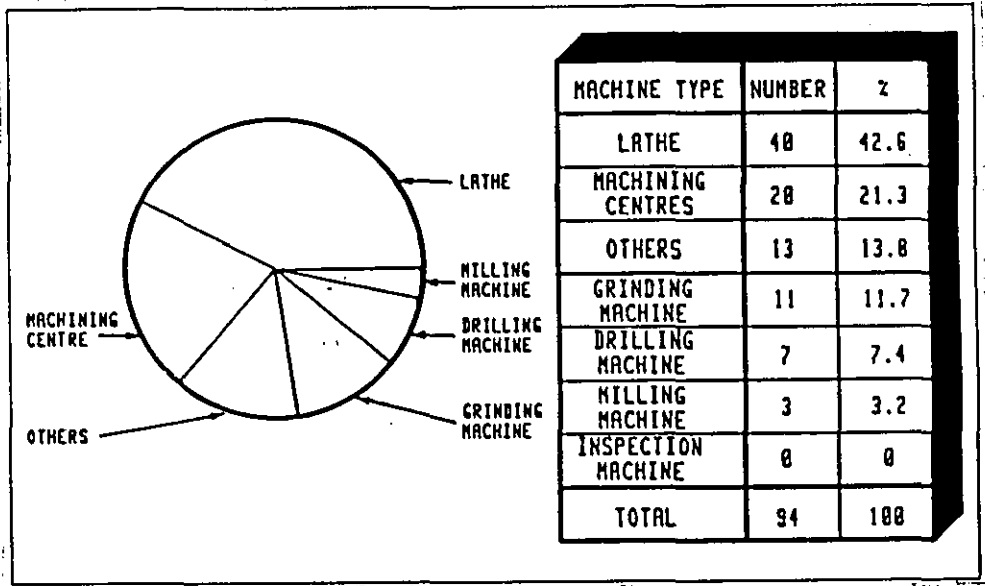 LATHE
MILLING
MACHINE
DRILLING
MACHINE
GRINDING
MACHINE
MACHINING
CENTRE
OTHERS
MACHINE TYPE NUMBER %
LATHE 40 42.6
MACHINING
CENTRES 20 21.3
OTHERS 13 13.8
GRINDING
MACHINE 11 11.7
DRILLING
MACHINE 7 7.4
MILLING
MACHINE 3 3.2
INSPECTION
MACHINE 0 0
TOTAL 94 100